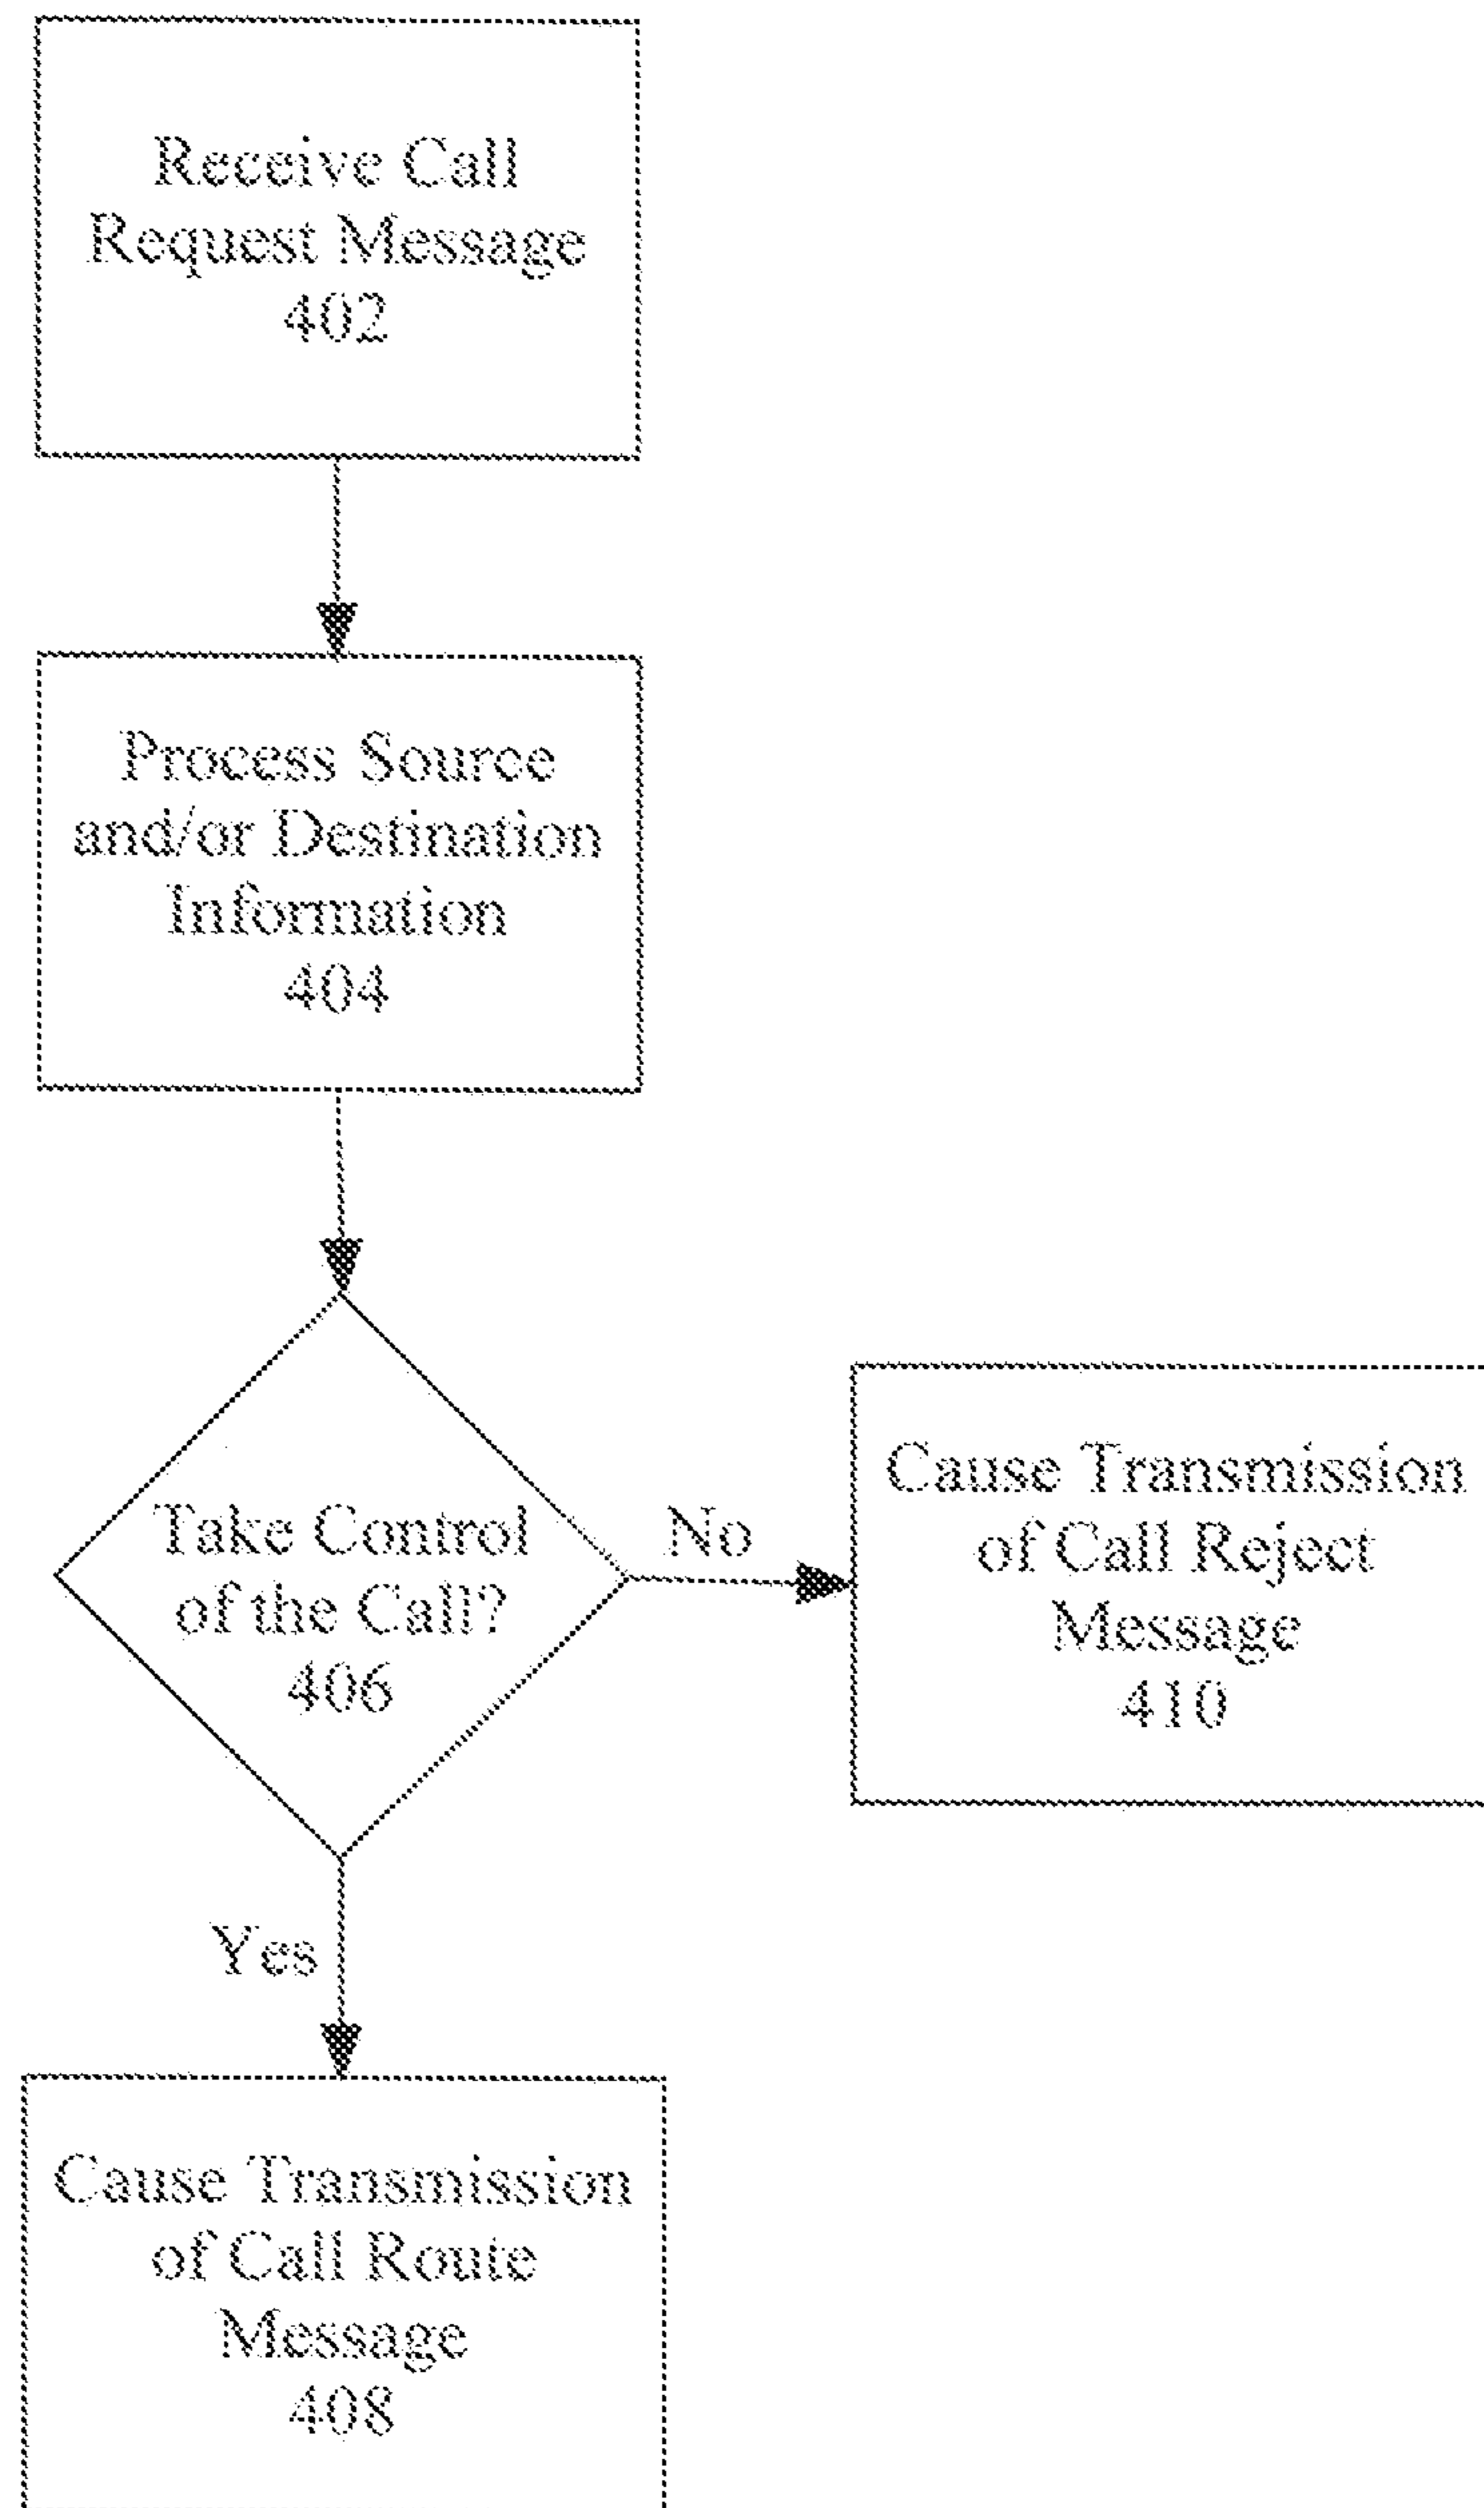 Receive Call
Request Message
402
Process Source
and/or Destination
Information
404
Take Control
of the Call?
406
No
Cause Transmission
of Call Reject
Message
410
Yes
Cause Transmission
of Call Route
Message
408